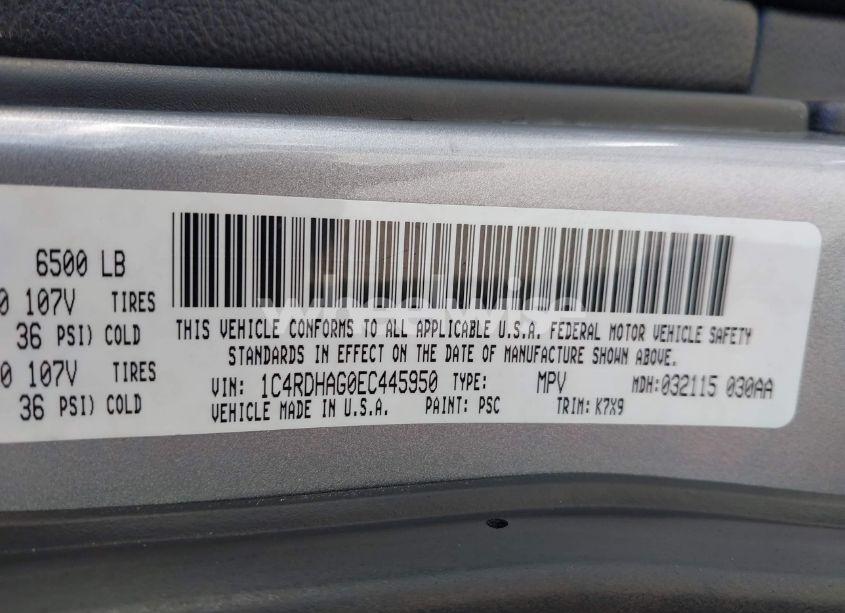 6500 LB
0 107V TIRES
36 PSI) COLD
0 107V TIRES
36 PSI) COLD
THIS VEHICLE CONFORMS TO ALL APPLICABLE U.S.A. FEDERAL MOTOR VEHICLE SAFETY
STANDARDS IN EFFECT ON THE DATE OF MANUFACTURE SHOWN ABOVE.
VIN: 1C4RDHAG0EC445950 TYPE: MPV MDH: 032115 030AA
VEHICLE MADE IN U.S.A. PAINT: PSC TRIM: K7X9
wheelwise